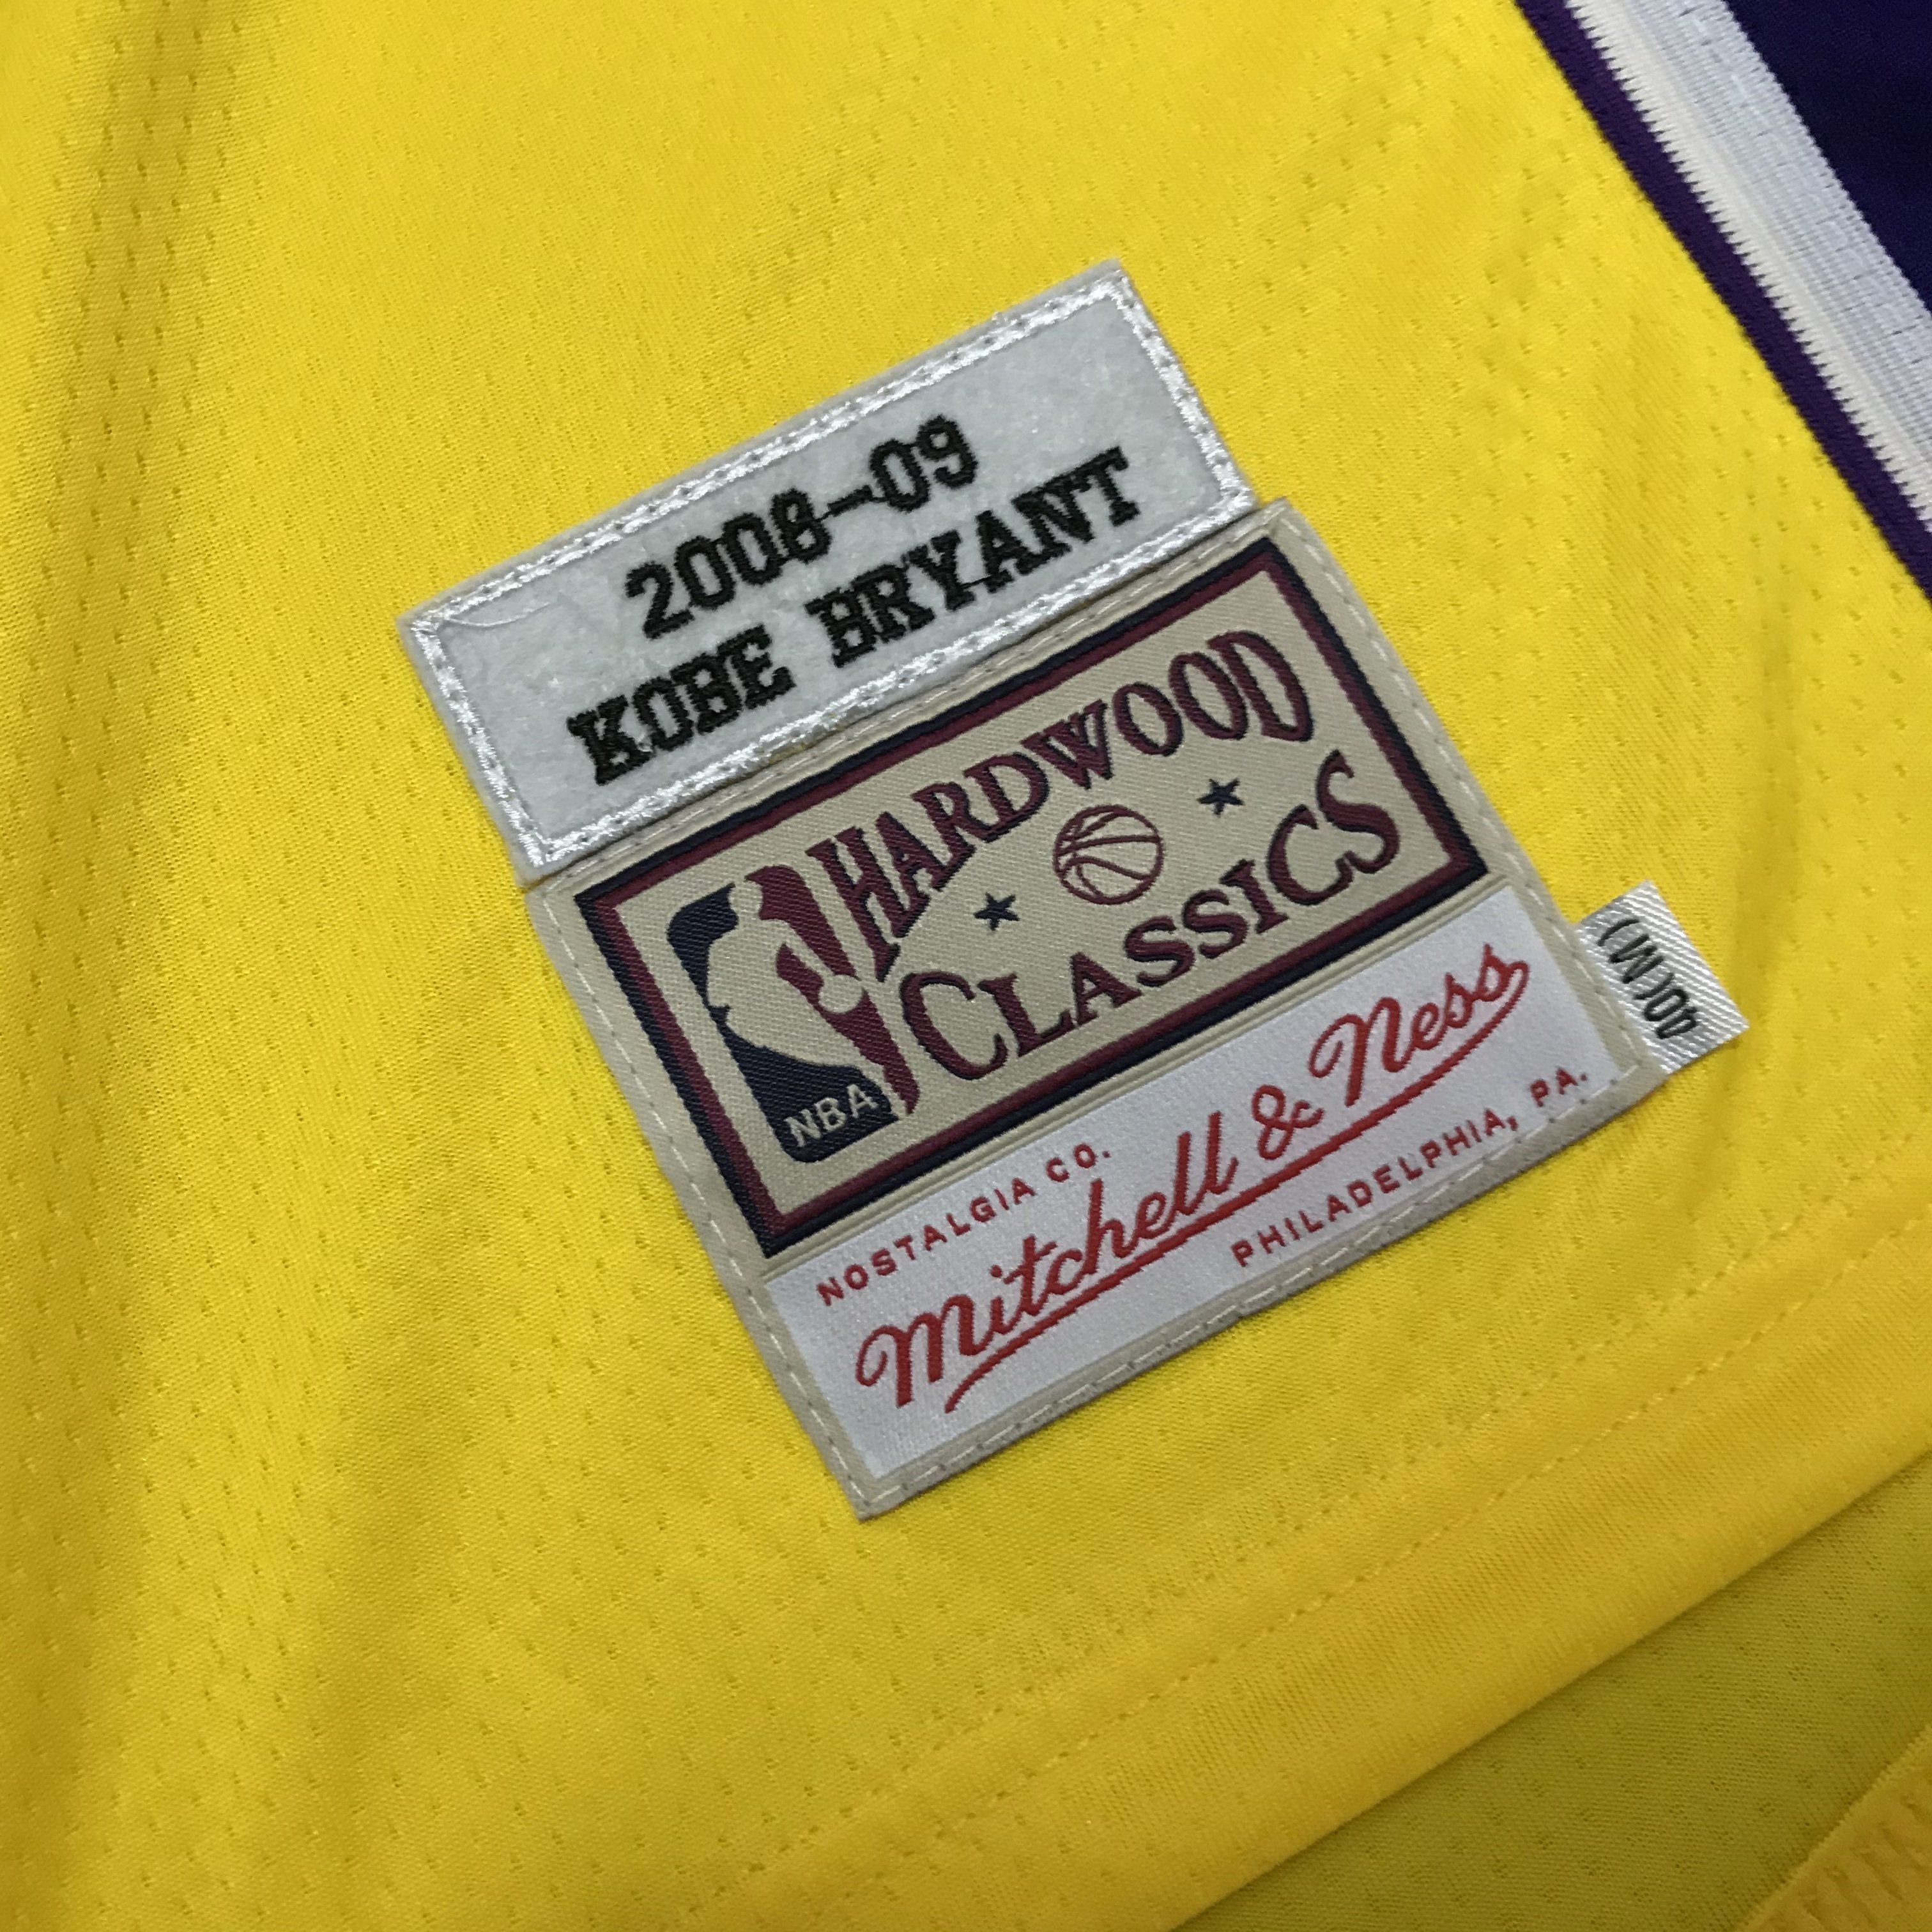 2008-09
KOBE BRYANT
HARDWOOD
CLASSICS
NBA
NOSTALGIA CO.
Mitchell & Ness
PHILADELPHIA, PA.
40(M)